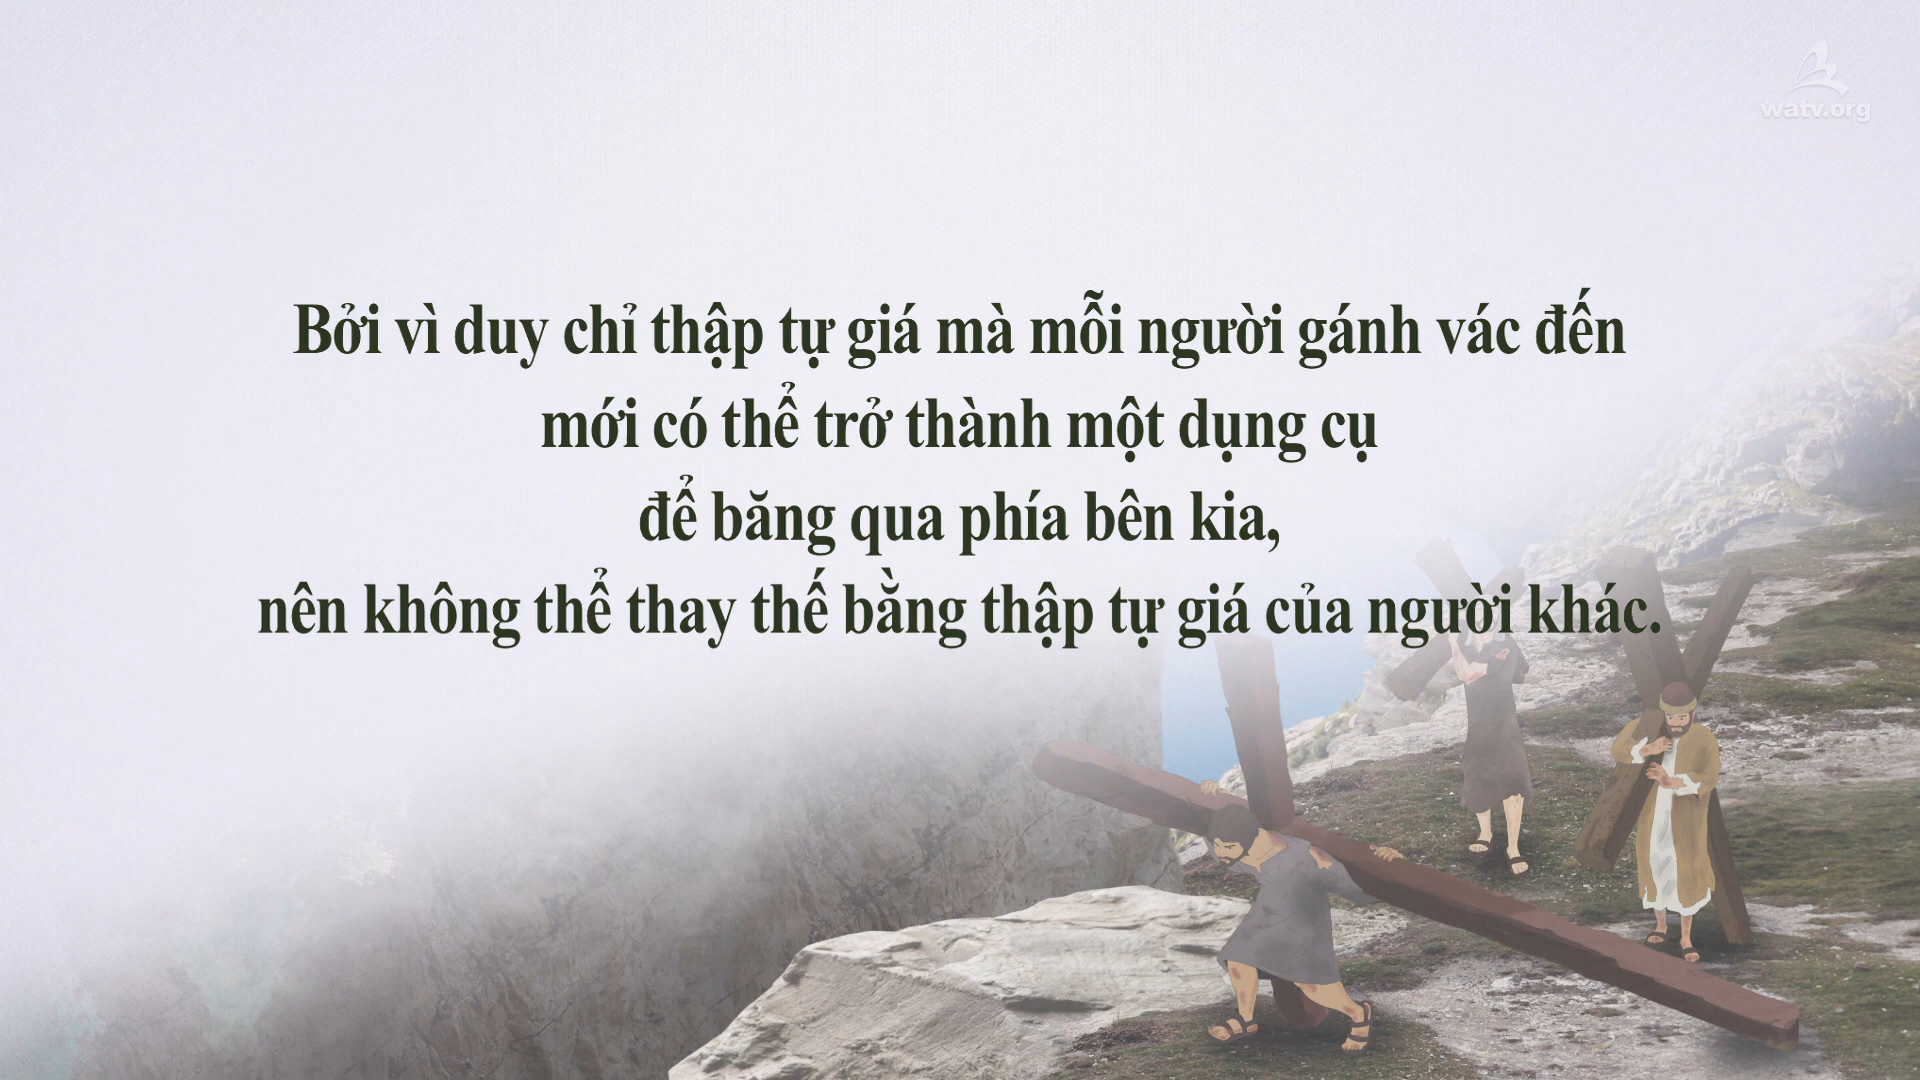 watv.org
Bởi vì duy chỉ thập tự giá mà mỗi người gánh vác đến
mới có thể trở thành một dụng cụ
để băng qua phía bên kia,
nên không thể thay thế bằng thập tự giá của người khác.